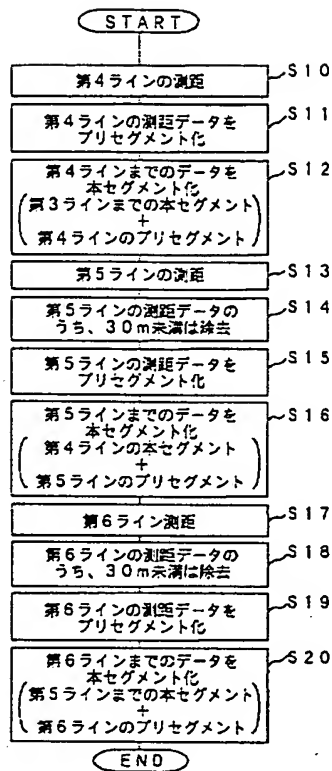 START
第4ラインの測距
S10
第4ラインの測距データを
プリセグメント化
S11
第4ラインまでのデータを
本セグメント化
(第3ラインまでの本セグメント
+
第4ラインのプリセグメント)
S12
第5ラインの測距
S13
第5ラインの測距データの
うち、30m未満は除去
S14
第5ラインの測距データを
プリセグメント化
S15
第5ラインまでのデータを
本セグメント化
(第4ラインの本セグメント
+
第5ラインのプリセグメント)
S16
第6ライン測距
S17
第6ラインの測距データの
うち、30m未満は除去
S18
第6ラインの測距データを
プリセグメント化
S19
第6ラインまでのデータを
本セグメント化
(第5ラインまでの本セグメント
+
第6ラインのプリセグメント)
S20
END